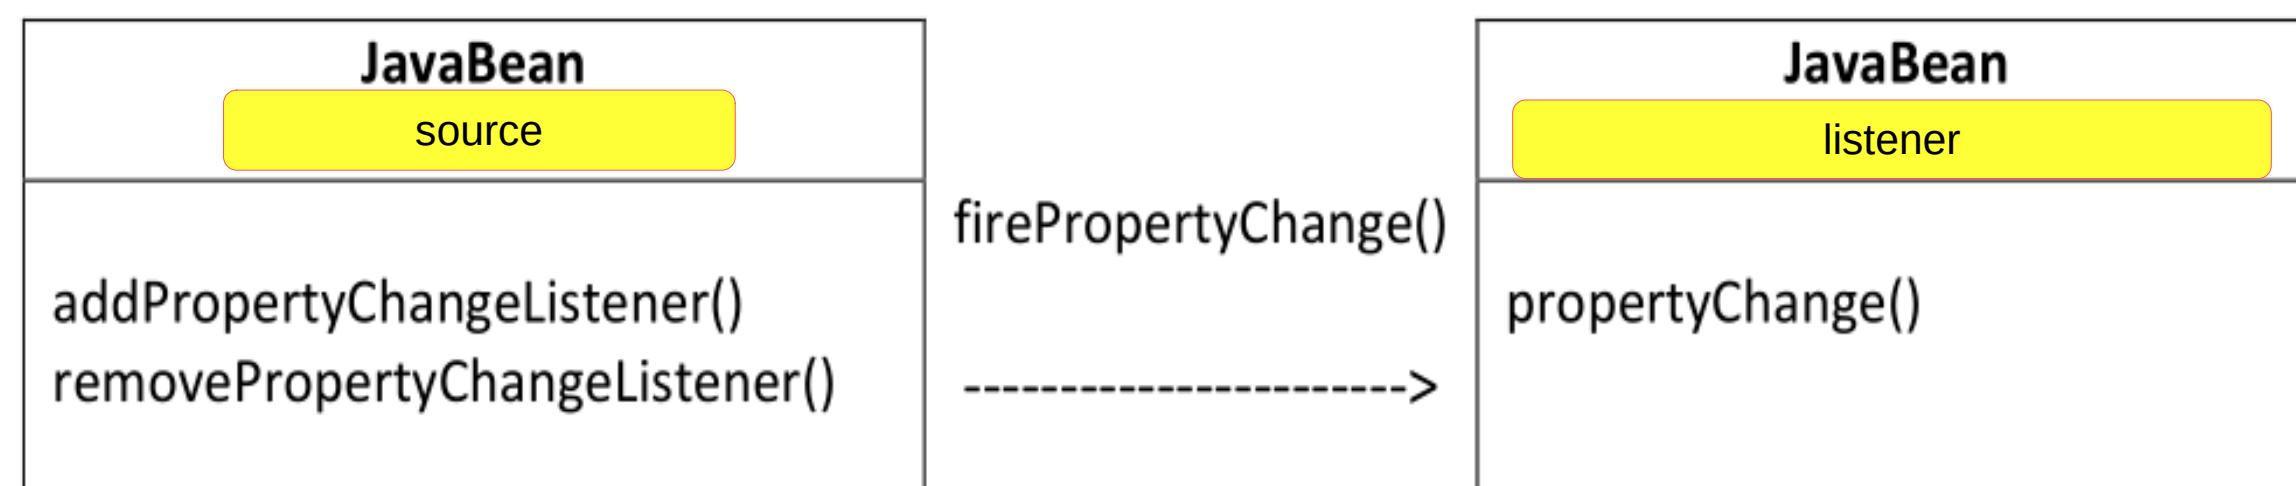 JavaBean
source
addPropertyChangeListener()
removePropertyChangeListener()
firePropertyChange()
----------------------->
JavaBean
listener
propertyChange()